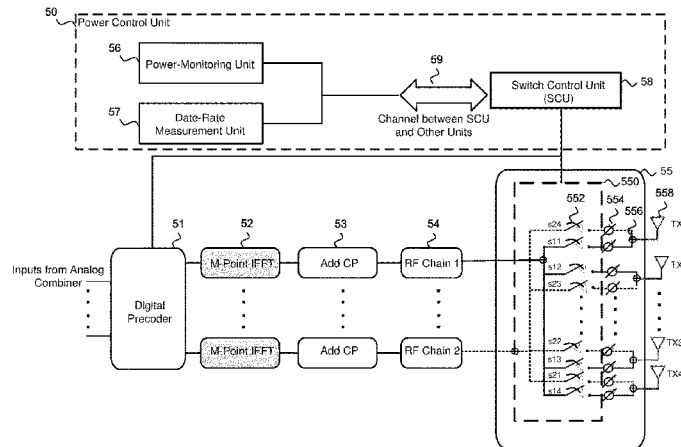 50
Power Control Unit
56
Power-Monitoring Unit
57
Date-Rate
Measurement Unit
59
Channel between SCU
and Other Units
Switch Control Unit
(SCU)
58
55
550
552
554
556
558
s24
s11
s12
s23
s22
s13
s21
s14
TX
TX
TX3
TX4
51
52
53
54
Inputs from Analog
Combiner
Digital
Precoder
M-Point IFFT
Add CP
RF Chain 1
M-Point IFFT
Add CP
RF Chain 2